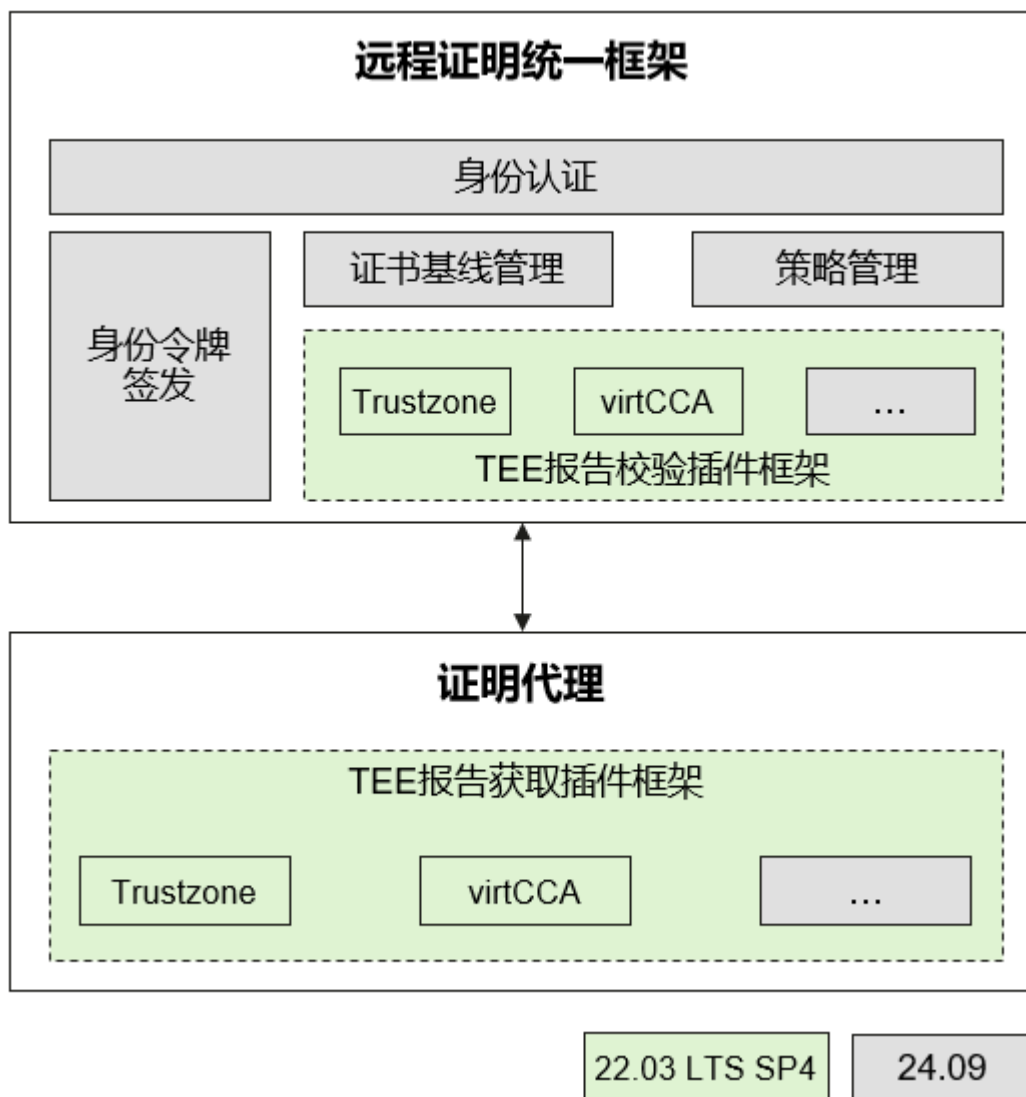 远程证明统一框架
身份认证
身份令牌
签发
证书基线管理
策略管理
Trustzone
virtCCA
...
TEE报告校验插件框架
证明代理
TEE报告获取插件框架
Trustzone
virtCCA
...
22.03 LTS SP4
24.09